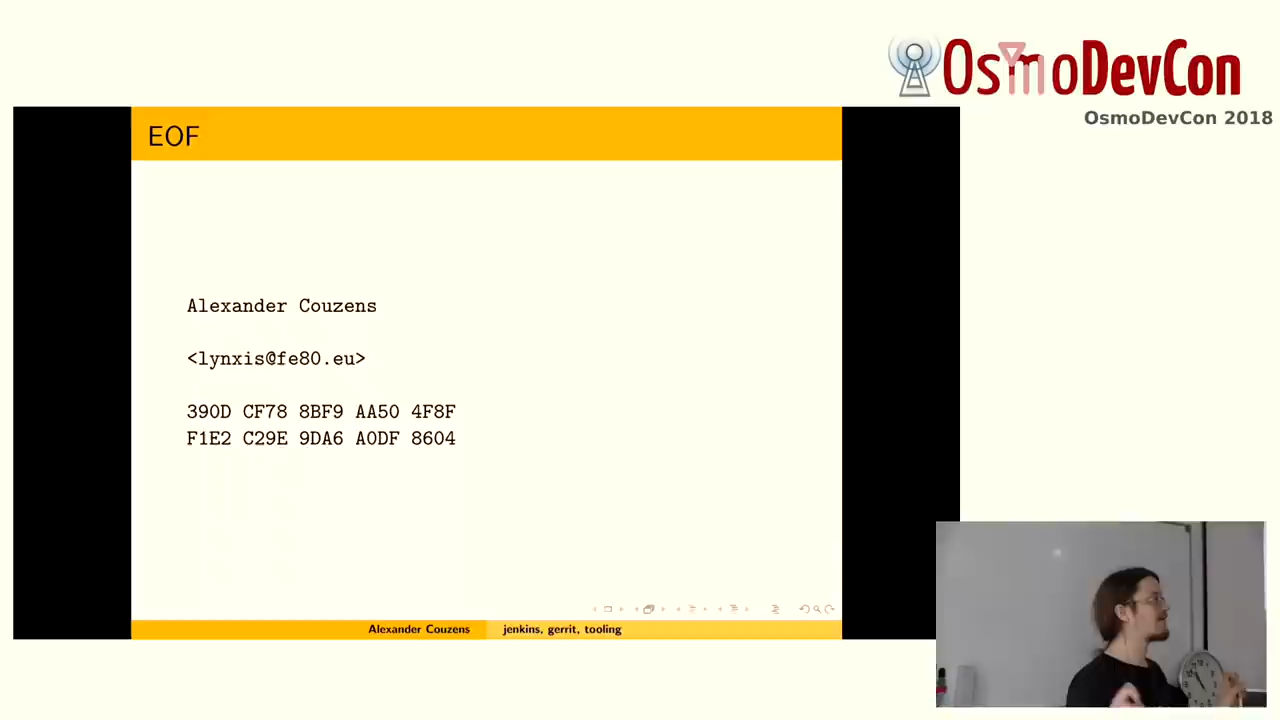 OsmoDevCon
OsmoDevCon 2018
EOF
Alexander Couzens
<lynxis@fe80.eu>
390D CF78 8BF9 AA50 4F8F
F1E2 C29E 9DA6 A0DF 8604
Alexander Couzens
jenkins, gerrit, tooling